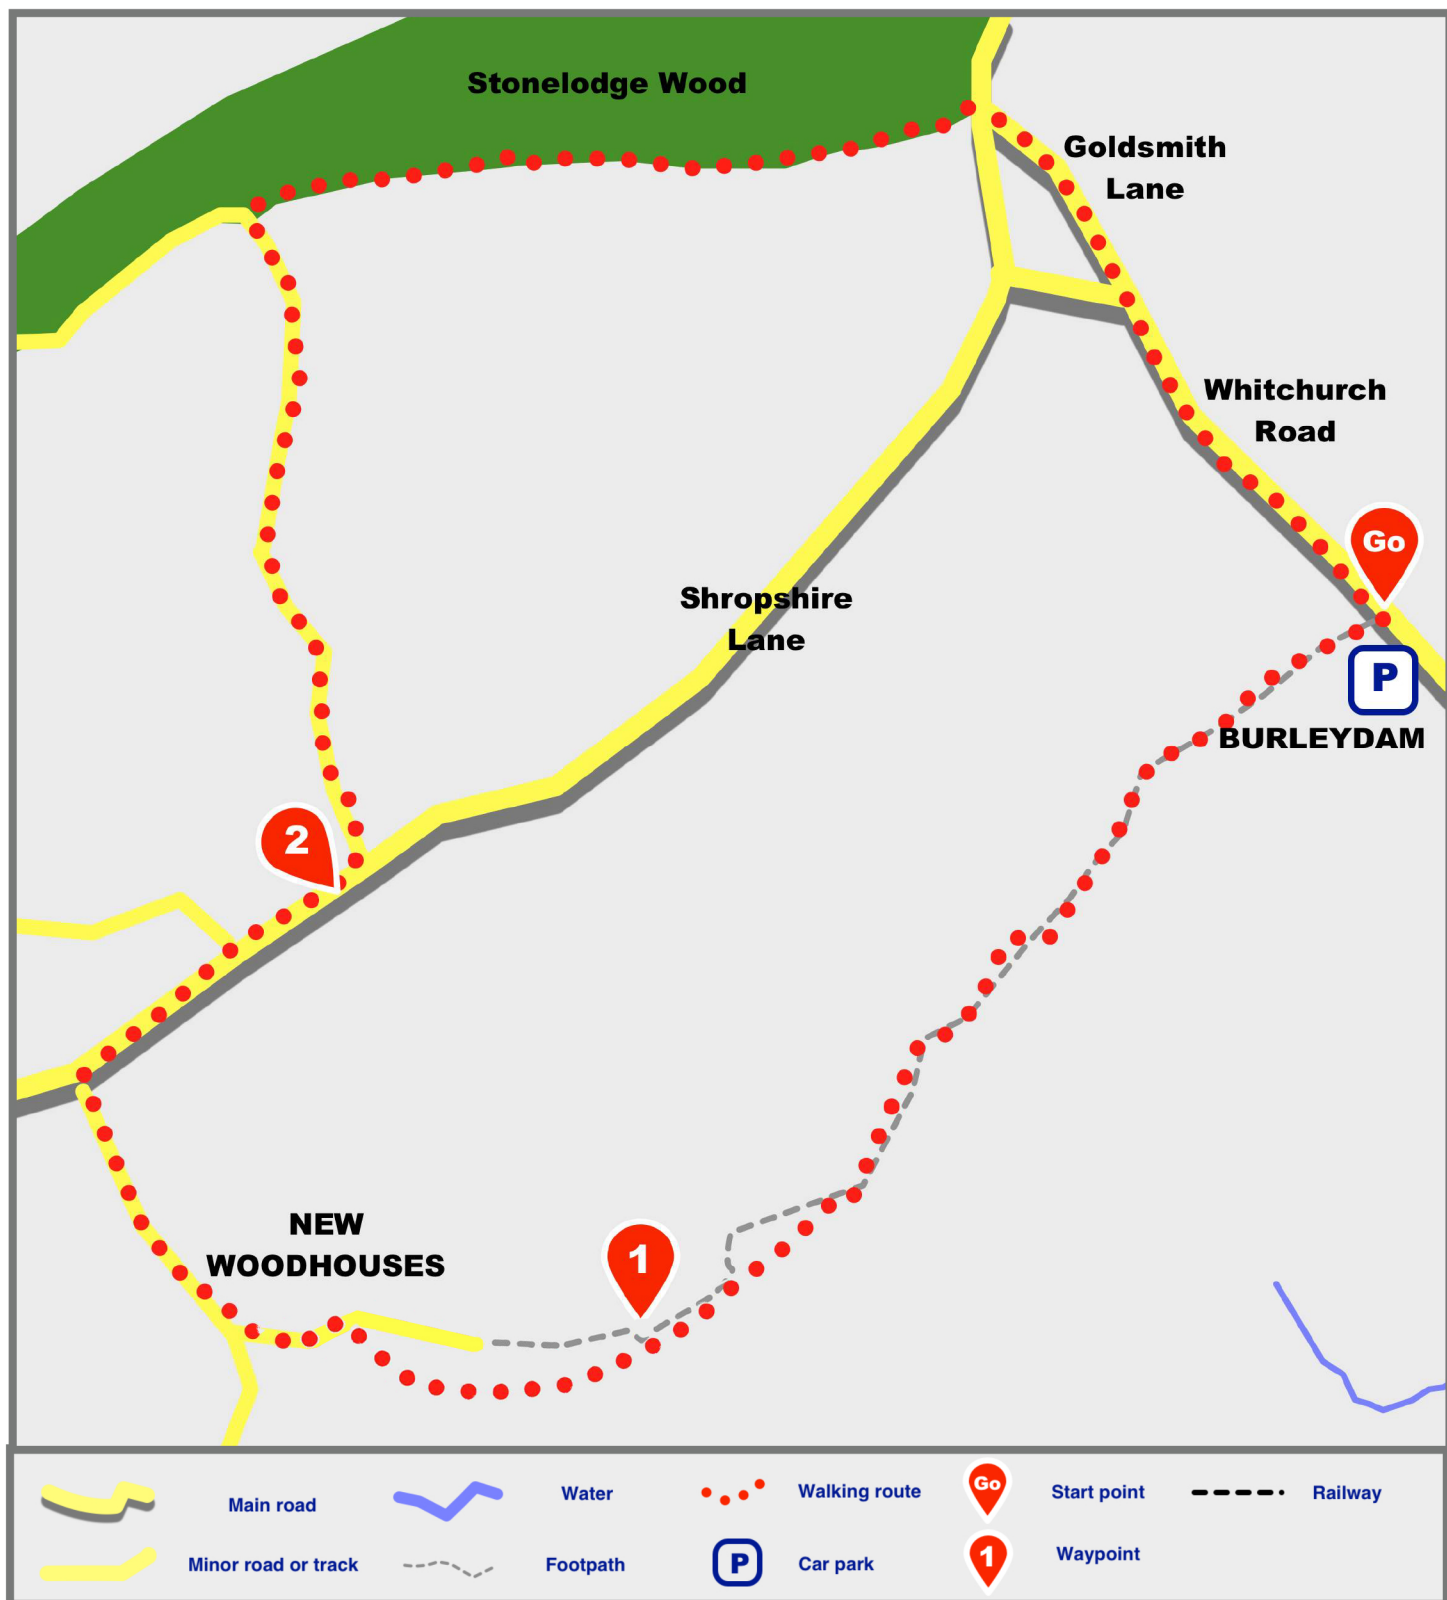 Stonelodge Wood
Goldsmith
Lane
Whitchurch
Road
Go
Shropshire
Lane
P
BURLEYDAM
2
NEW
WOODHOUSES
1
Main road
Water
Walking route
Go
Start point
Railway
Minor road or track
Footpath
P
Car park
1
Waypoint